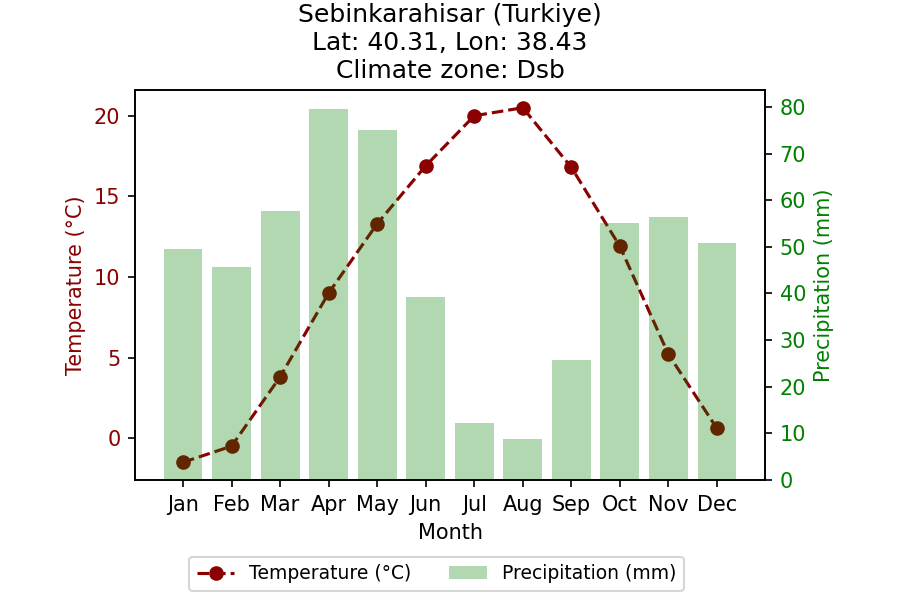 Sebinkarahisar (Turkiye)
Lat: 40.31, Lon: 38.43
Climate zone: Dsb
Temperature (°C)
20
15
10
5
0
80
70
60
50
40
30
20
10
0
Precipitation (mm)
Jan Feb Mar Apr May Jun Jul Aug Sep Oct Nov Dec
Month
Temperature (°C) Precipitation (mm)